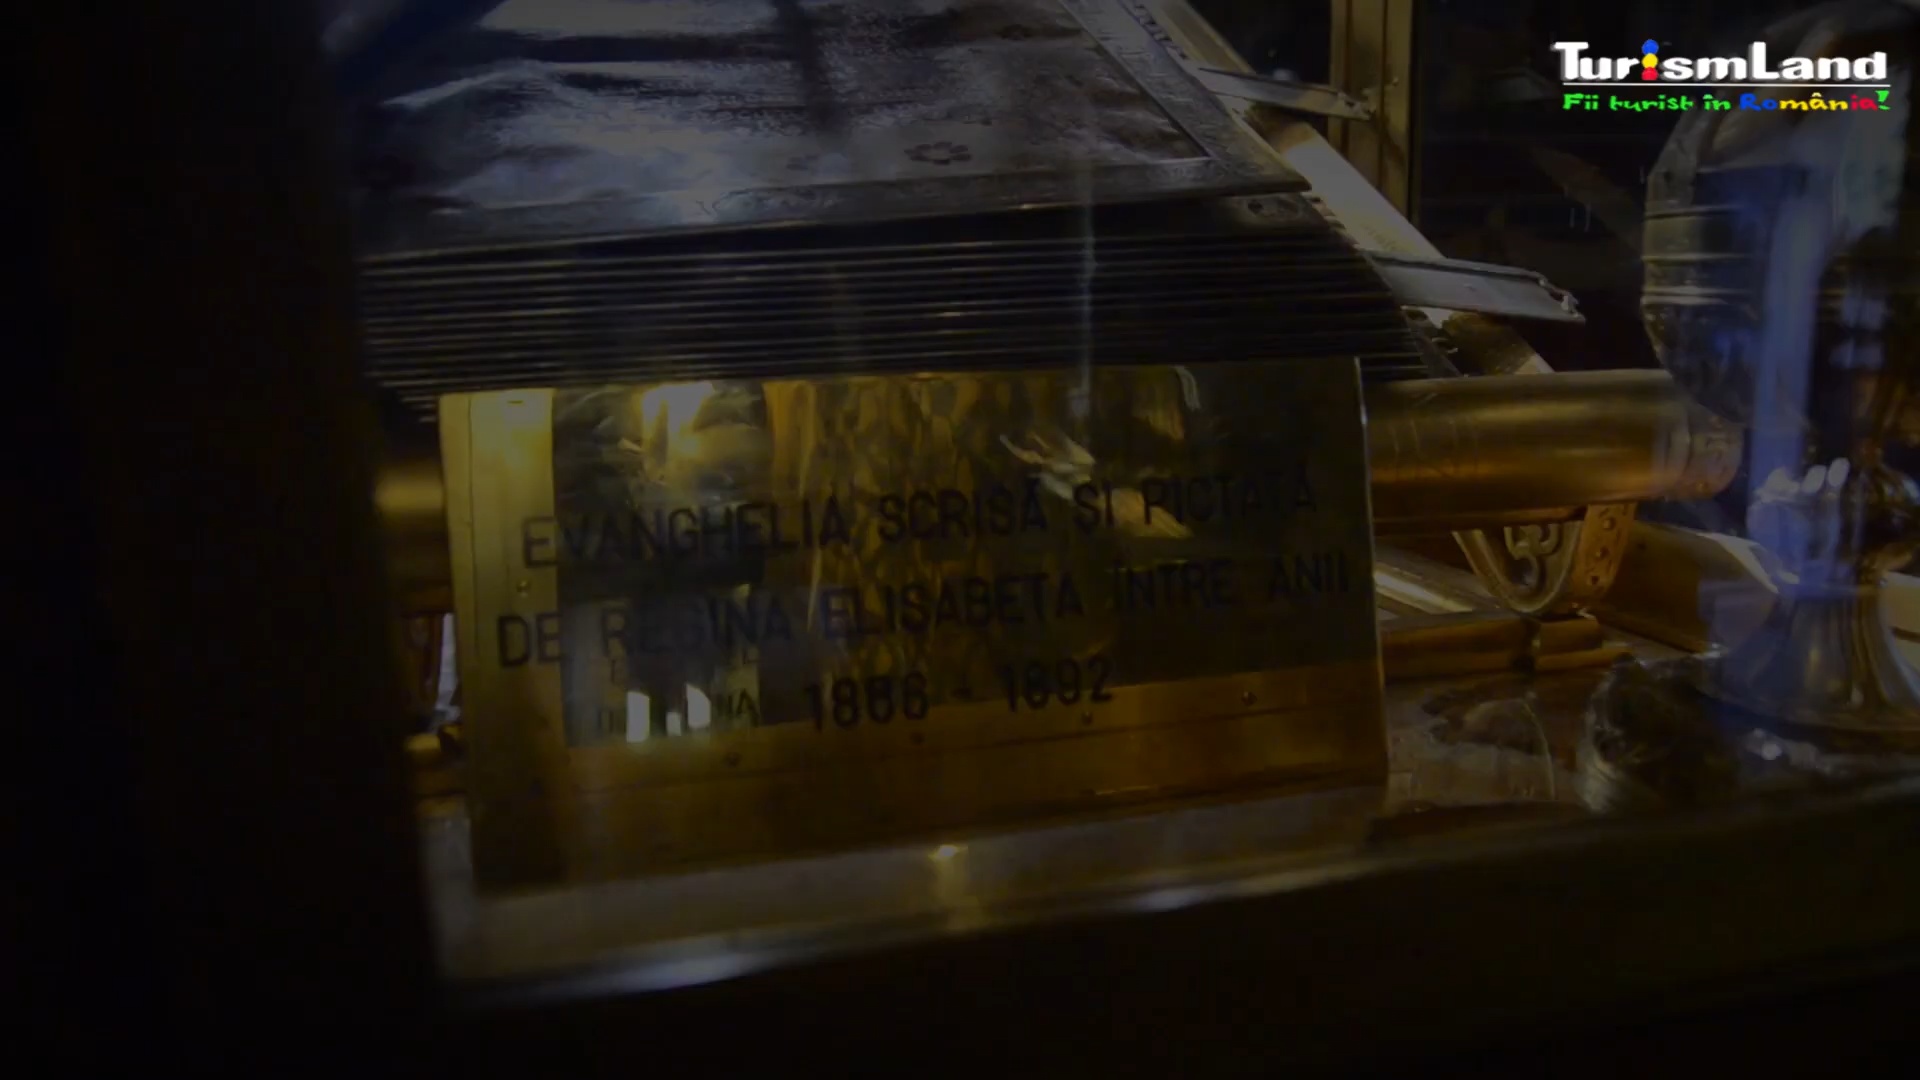 TurismLand
Fii turist în România!
EVANGHELIA SCRISĂ ȘI PICTATĂ
DE REGINA ELISABETA ÎNTRE ANII
1886 - 1892